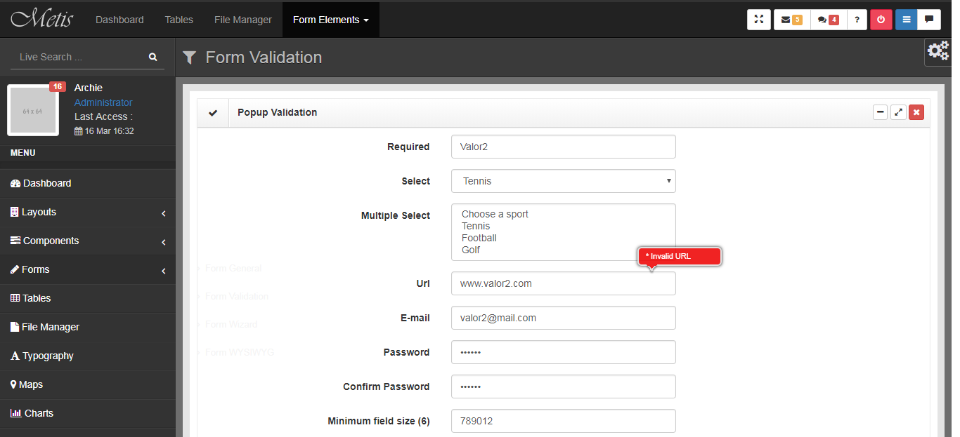 Metis Dashboard Tables File Manager Form Elements
5 4 ?
Live Search ...
Form Validation
16
Archie
Administrator
Last Access :
16 Mar 16:32
64 x 64
MENU
Dashboard
Layouts
Components
Forms
Tables
File Manager
Typography
Maps
Charts
Form General
Form Validation
Form Wizard
Form WYSIWYG
Popup Validation
Required Valor2
Select Tennis
Multiple Select Choose a sport
Tennis
Football
Golf
* Invalid URL
Url www.valor2.com
E-mail valor2@mail.com
Password ••••••
Confirm Password ••••••
Minimum field size (6) 789012